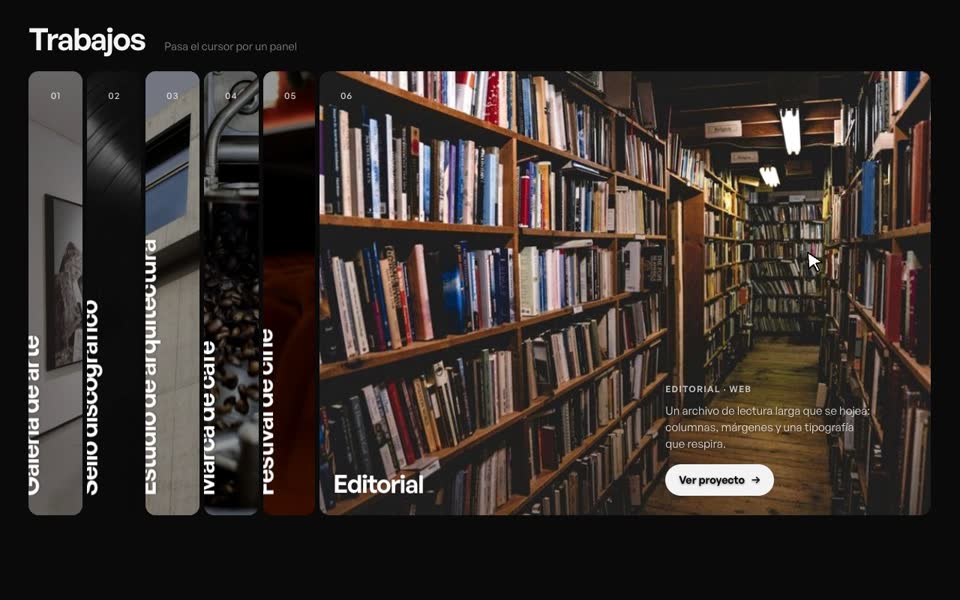 Trabajos
Pasa el cursor por un panel
01
02
03
04
05
06
Galería de arte
Sello discográfico
Estudio de arquitectura
Marca de café
Festival de cine
Editorial
EDITORIAL · WEB
Un archivo de lectura larga que se hojea:
columnas, márgenes y una tipografía
que respira.
Ver proyecto →